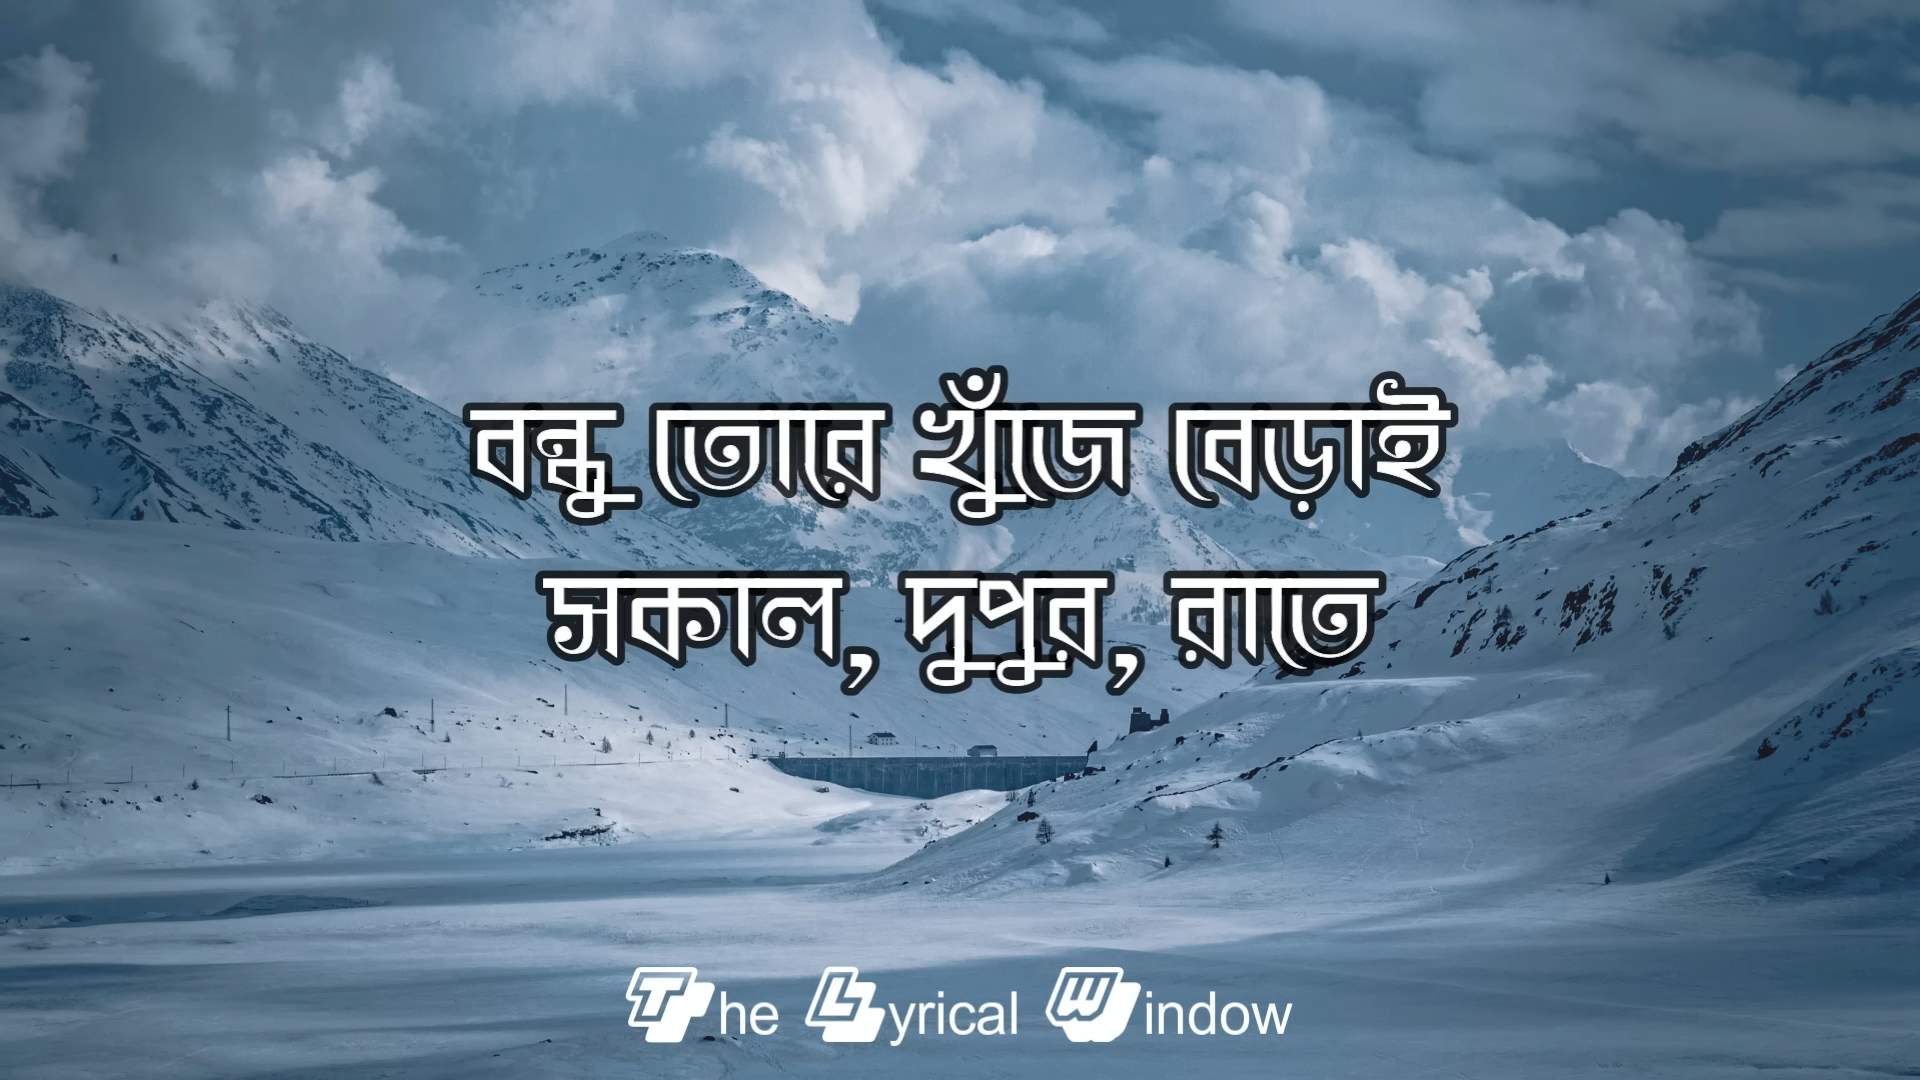 বন্ধু তোরে খুঁজে বেড়াই
সকাল, দুপুর, রাতে
The Lyrical Window